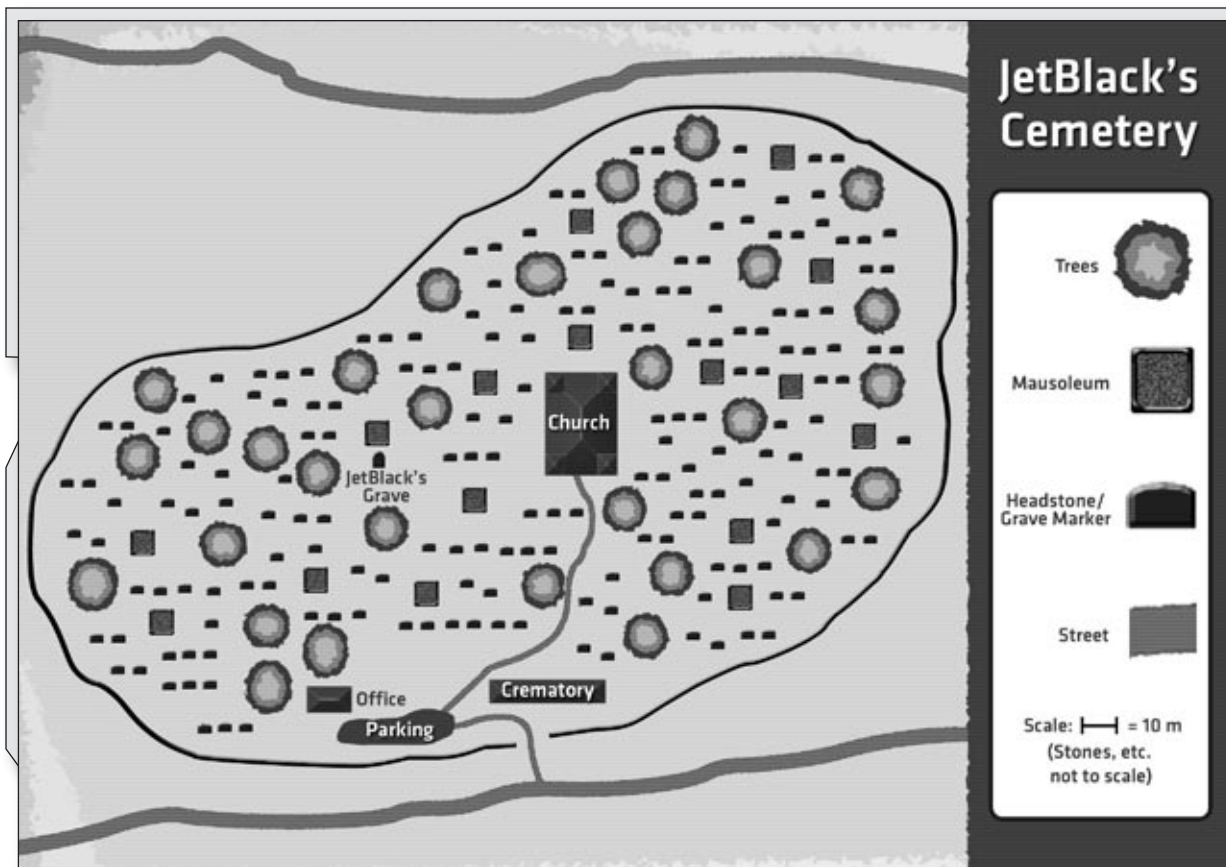 JetBlack's
Cemetery
Trees
Mausoleum
Headstone/
Grave Marker
Street
Scale: = 10 m
(Stones, etc.
not to scale)
Church
JetBlack's
Grave
Office
Crematory
Parking